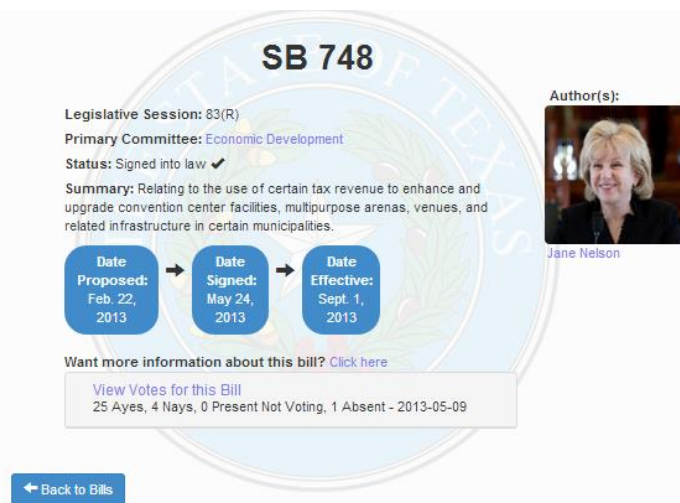 SB 748
Legislative Session: 83(R)
Primary Committee: Economic Development
Status: Signed into law ✔
Summary: Relating to the use of certain tax revenue to enhance and
upgrade convention center facilities, multipurpose arenas, venues, and
related infrastructure in certain municipalities.
Date
Proposed:
Feb. 22,
2013
Date
Signed:
May 24,
2013
Date
Effective:
Sept. 1,
2013
Want more information about this bill? Click here
View Votes for this Bill
25 Ayes, 4 Nays, 0 Present Not Voting, 1 Absent - 2013-05-09
Back to Bills
Author(s):
Jane Nelson
STATE OF TEXAS